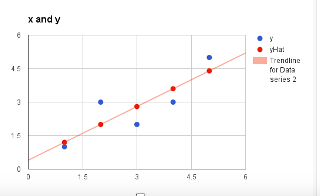 x and y
6
4.5
3
1.5
0
0 1.5 3 4.5 6
y
yHat
Trendline
for Data
series 2